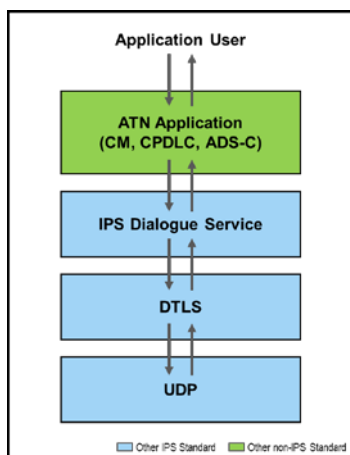 Application User
ATN Application
(CM, CPDLC, ADS-C)
IPS Dialogue Service
DTLS
UDP
Other IPS Standard
Other non-IPS Standard